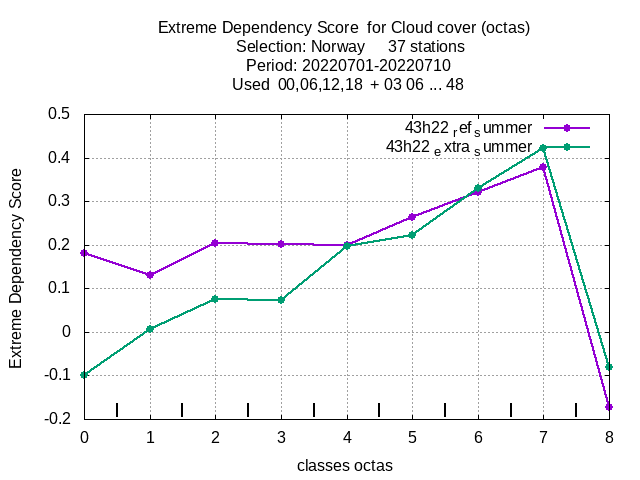 Extreme Dependency Score  for Cloud cover (octas)
Selection: Norway     37 stations
Period: 20220701-20220710
Used  00,06,12,18  + 03 06 ... 48
43h22 ref summer
43h22 extra summer
Extreme Dependency Score
0.5
0.4
0.3
0.2
0.1
0
-0.1
-0.2
0 1 2 3 4 5 6 7 8
classes octas